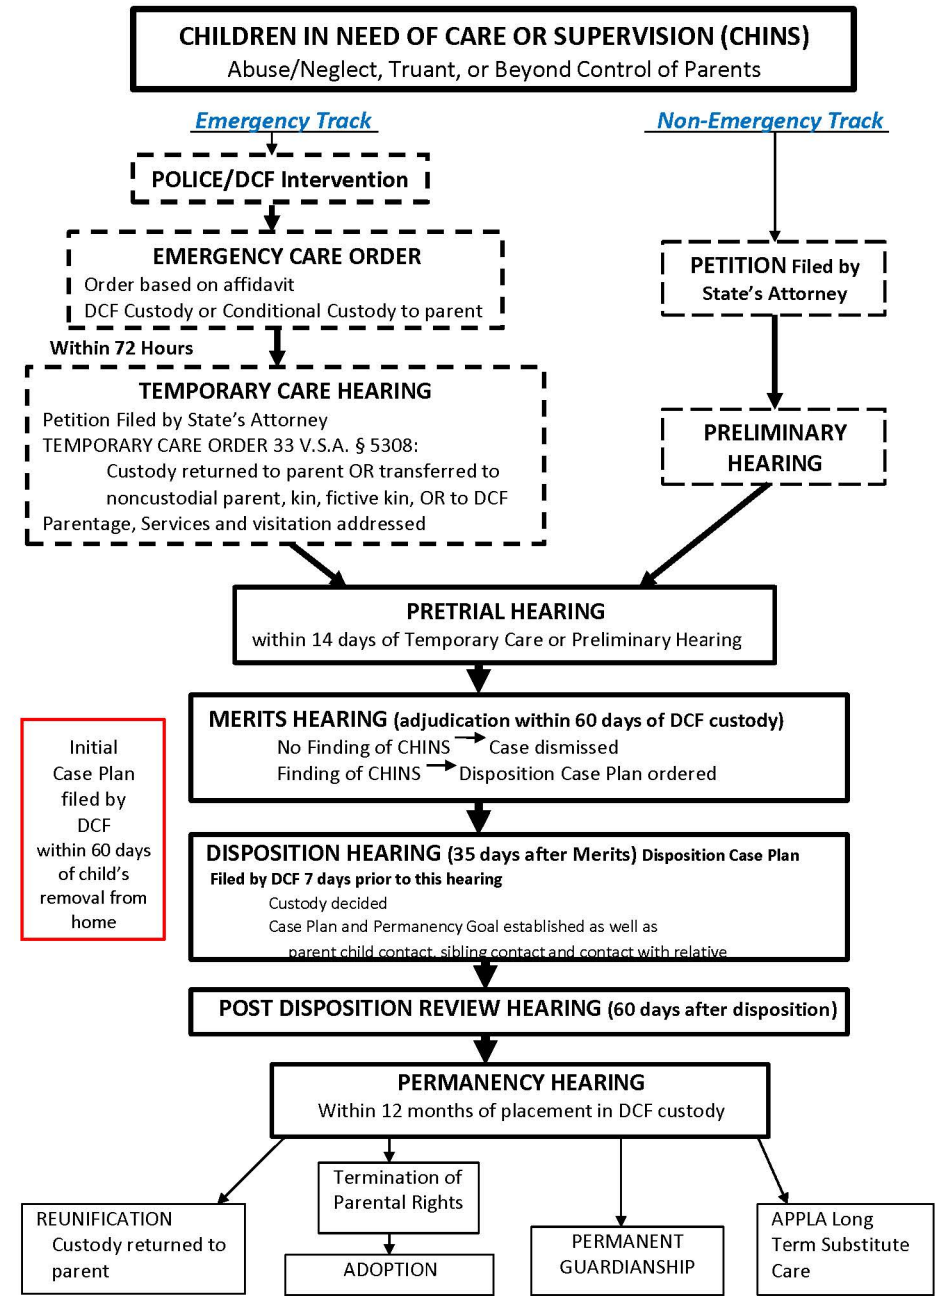 CHILDREN IN NEED OF CARE OR SUPERVISION (CHINS)
Abuse/Neglect, Truant, or Beyond Control of Parents
Emergency Track
Non-Emergency Track
POLICE/DCF Intervention
EMERGENCY CARE ORDER
Order based on affidavit
DCF Custody or Conditional Custody to parent
PETITION Filed by
State's Attorney
Within 72 Hours
TEMPORARY CARE HEARING
Petition Filed by State's Attorney
TEMPORARY CARE ORDER 33 V.S.A. § 5308:
Custody returned to parent OR transferred to
noncustodial parent, kin, fictive kin, OR to DCF
Parentage, Services and visitation addressed
PRELIMINARY
HEARING
PRETRIAL HEARING
within 14 days of Temporary Care or Preliminary Hearing
MERITS HEARING (adjudication within 60 days of DCF custody)
No Finding of CHINS Case dismissed
Finding of CHINS Disposition Case Plan ordered
Initial
Case Plan
filed by
DCF
within 60 days
of child's
removal from
home
DISPOSITION HEARING (35 days after Merits) Disposition Case Plan
Filed by DCF 7 days prior to this hearing
Custody decided
Case Plan and Permanency Goal established as well as
parent child contact, sibling contact and contact with relative
POST DISPOSITION REVIEW HEARING (60 days after disposition)
PERMANENCY HEARING
Within 12 months of placement in DCF custody
REUNIFICATION
Custody returned to
parent
Termination of
Parental Rights
ADOPTION
PERMANENT
GUARDIANSHIP
APPLA Long
Term Substitute
Care